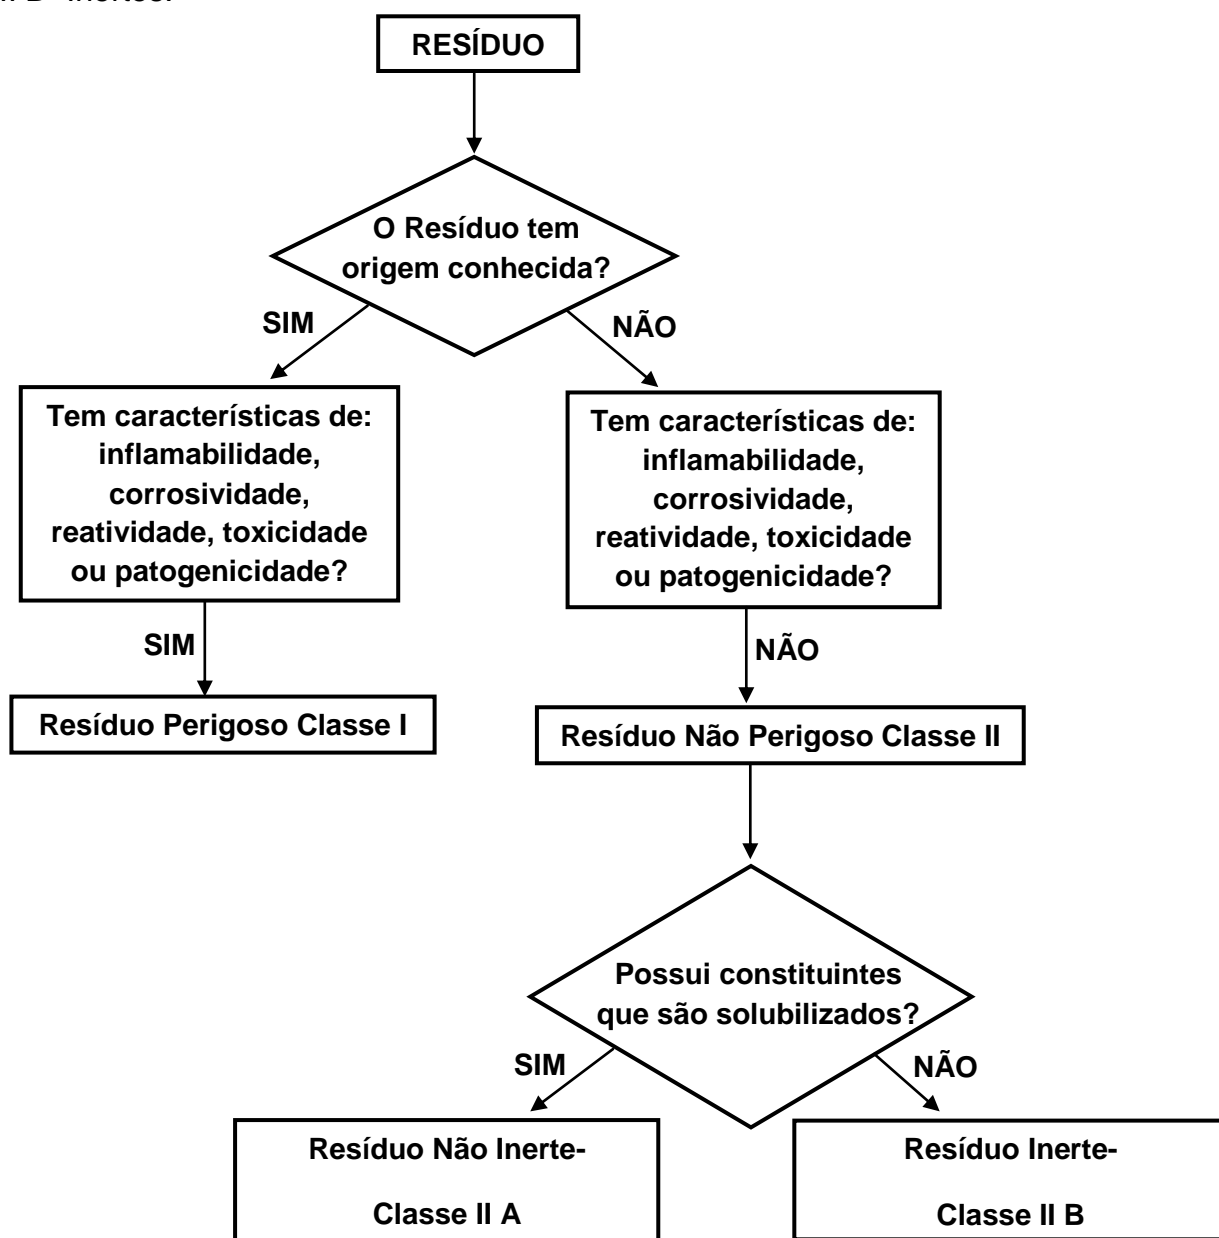 II B- Inertes.
RESÍDUO
O Resíduo tem
origem conhecida?
SIM
NÃO
Tem características de:
inflamabilidade,
corrosividade,
reatividade, toxicidade
ou patogenicidade?
Tem características de:
inflamabilidade,
corrosividade,
reatividade, toxicidade
ou patogenicidade?
SIM
NÃO
Resíduo Perigoso Classe I
Resíduo Não Perigoso Classe II
Possui constituintes
que são solubilizados?
SIM
NÃO
Resíduo Não Inerte-
Classe II A
Resíduo Inerte-
Classe II B